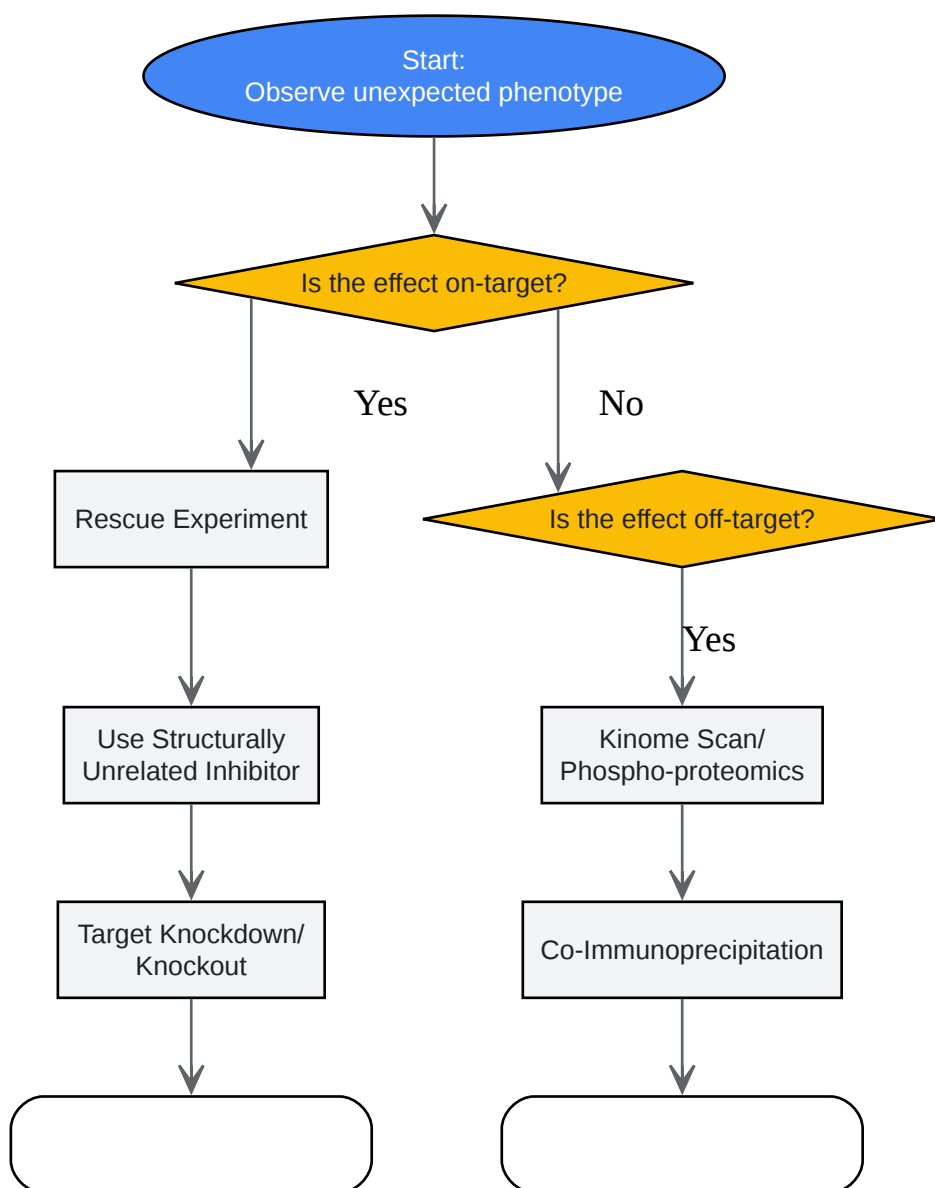 Start:
Observe unexpected phenotype
Is the effect on-target?
Yes
No
Rescue Experiment
Is the effect off-target?
Yes
Use Structurally
Unrelated Inhibitor
Kinome Scan/
Phospho-proteomics
Target Knockdown/
Knockout
Co-Immunoprecipitation